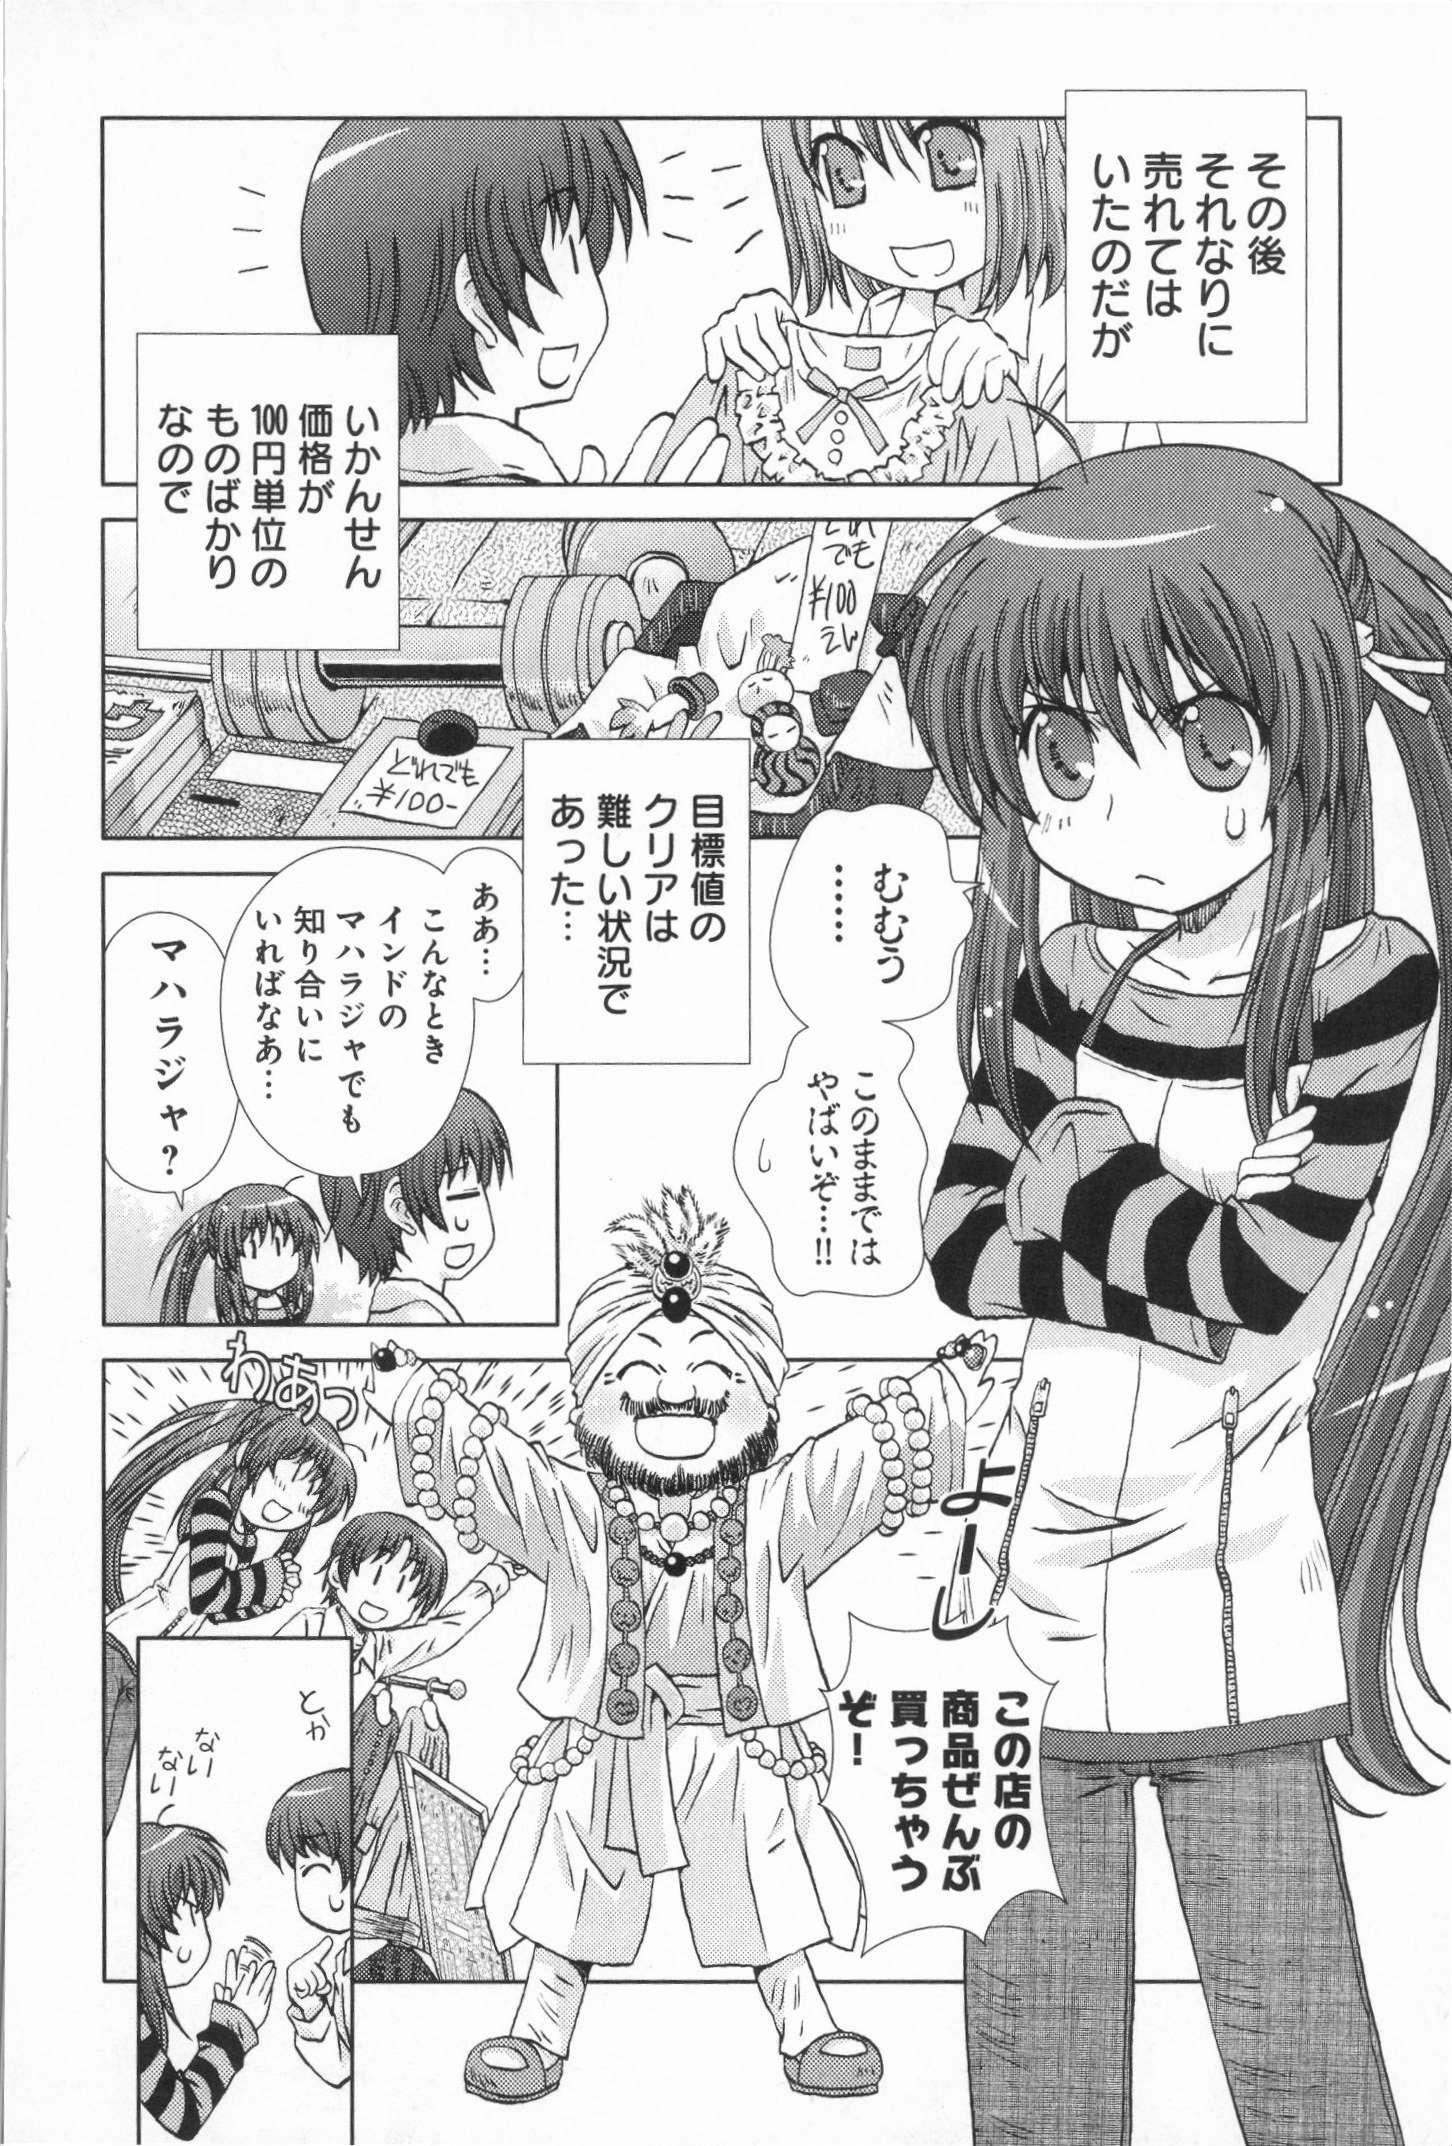 その後
それなりに
売れては
いたのだが
いかんせん
価格が
100円単位の
ものばかり
なので
どれ
でも
¥100
えじ
どれでも
¥100-
目標値の
クリアは
難しい状況で
あった…
むむう
……
このままでは
やばいぞ…!!
ああ…
こんなとき
インドの
マハラジャでも
知り合いに
いればなあ…
マハラジャ?
わあっ
よーし
この店の
商品ぜんぶ
買っちゃう
ぞ!
とか
ないない